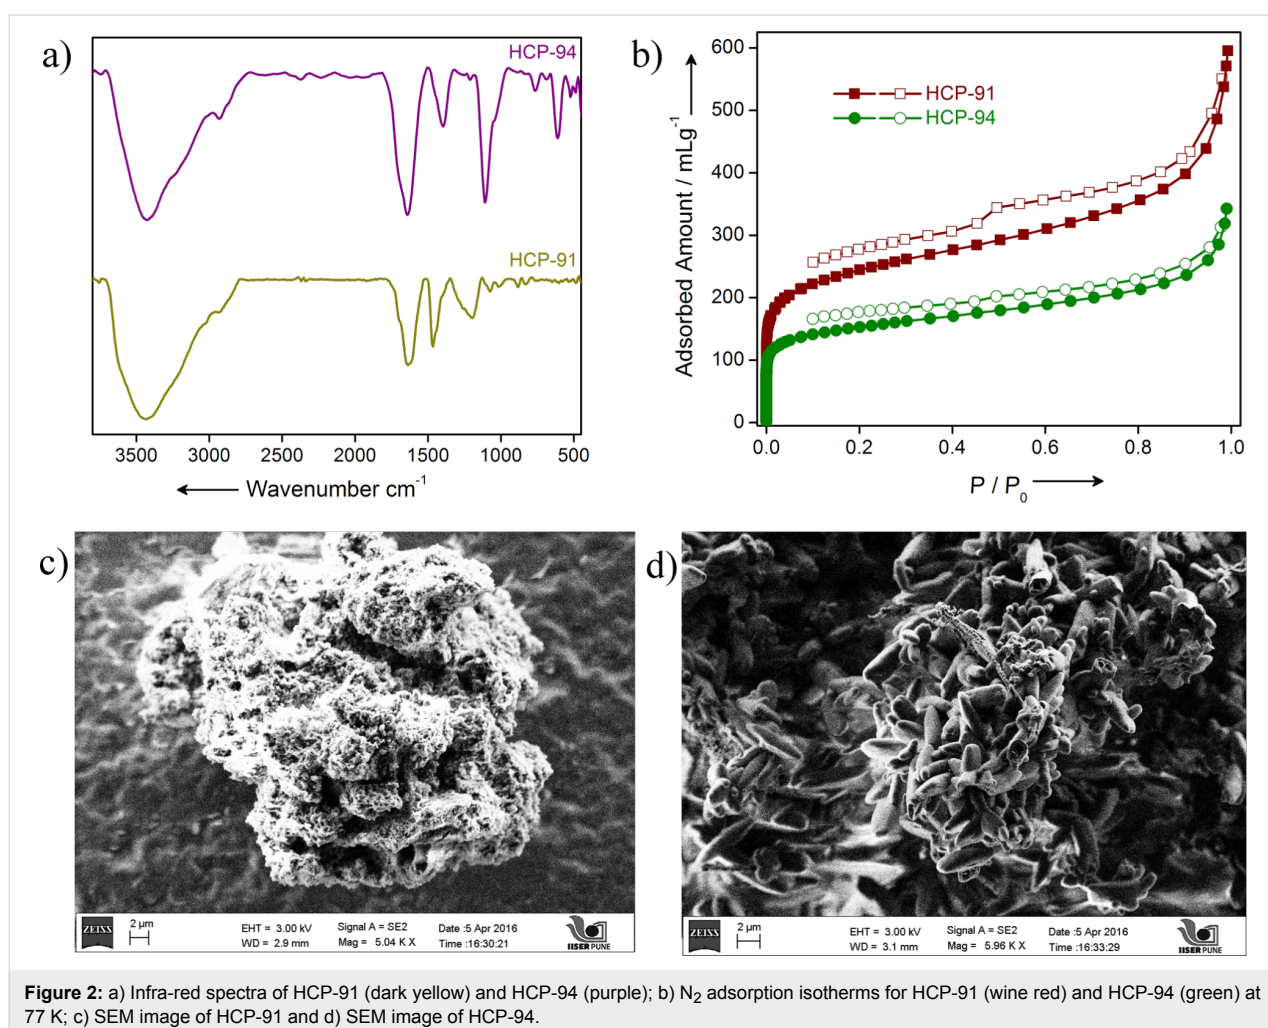 a)
HCP-94
HCP-91
3500 3000 2500 2000 1500 1000 500
Wavenumber cm-1
b)
600
500
400
300
200
100
0
Adsorbed Amount / mLg-1
HCP-91
HCP-94
0.0 0.2 0.4 0.6 0.8 1.0
P / P0
c)
ZEISS
2 µm
EHT = 3.00 kV Signal A = SE2 Date :5 Apr 2016
WD = 2.9 mm Mag = 5.04 K X Time :16:30:21
IISER PUNE
d)
ZEISS
2 µm
EHT = 3.00 kV Signal A = SE2 Date :5 Apr 2016
WD = 3.1 mm Mag = 5.96 K X Time :16:33:29
IISER PUNE
Figure 2: a) Infra-red spectra of HCP-91 (dark yellow) and HCP-94 (purple); b) N2 adsorption isotherms for HCP-91 (wine red) and HCP-94 (green) at
77 K; c) SEM image of HCP-91 and d) SEM image of HCP-94.